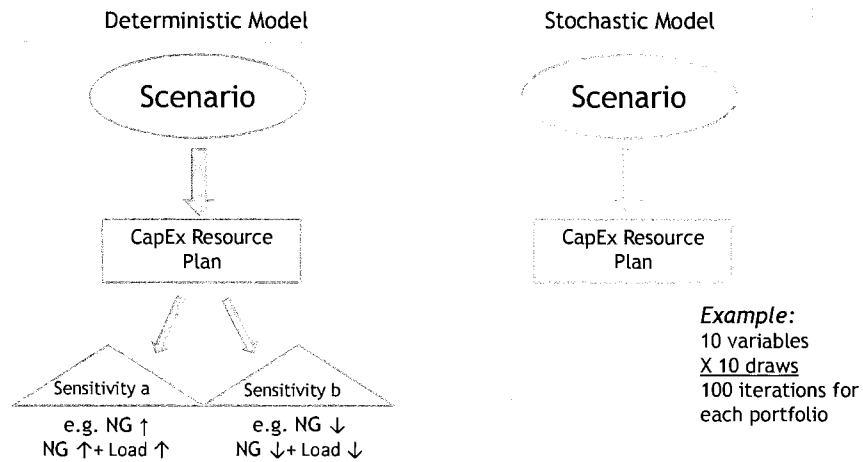 Deterministic Model
Scenario
CapEx Resource
Plan
Sensitivity a
Sensitivity b
e.g. NG ↑
NG ↑+ Load ↑
e.g. NG ↓
NG ↓+ Load ↓
Stochastic Model
Scenario
CapEx Resource
Plan
Example:
10 variables
X 10 draws
100 iterations for
each portfolio